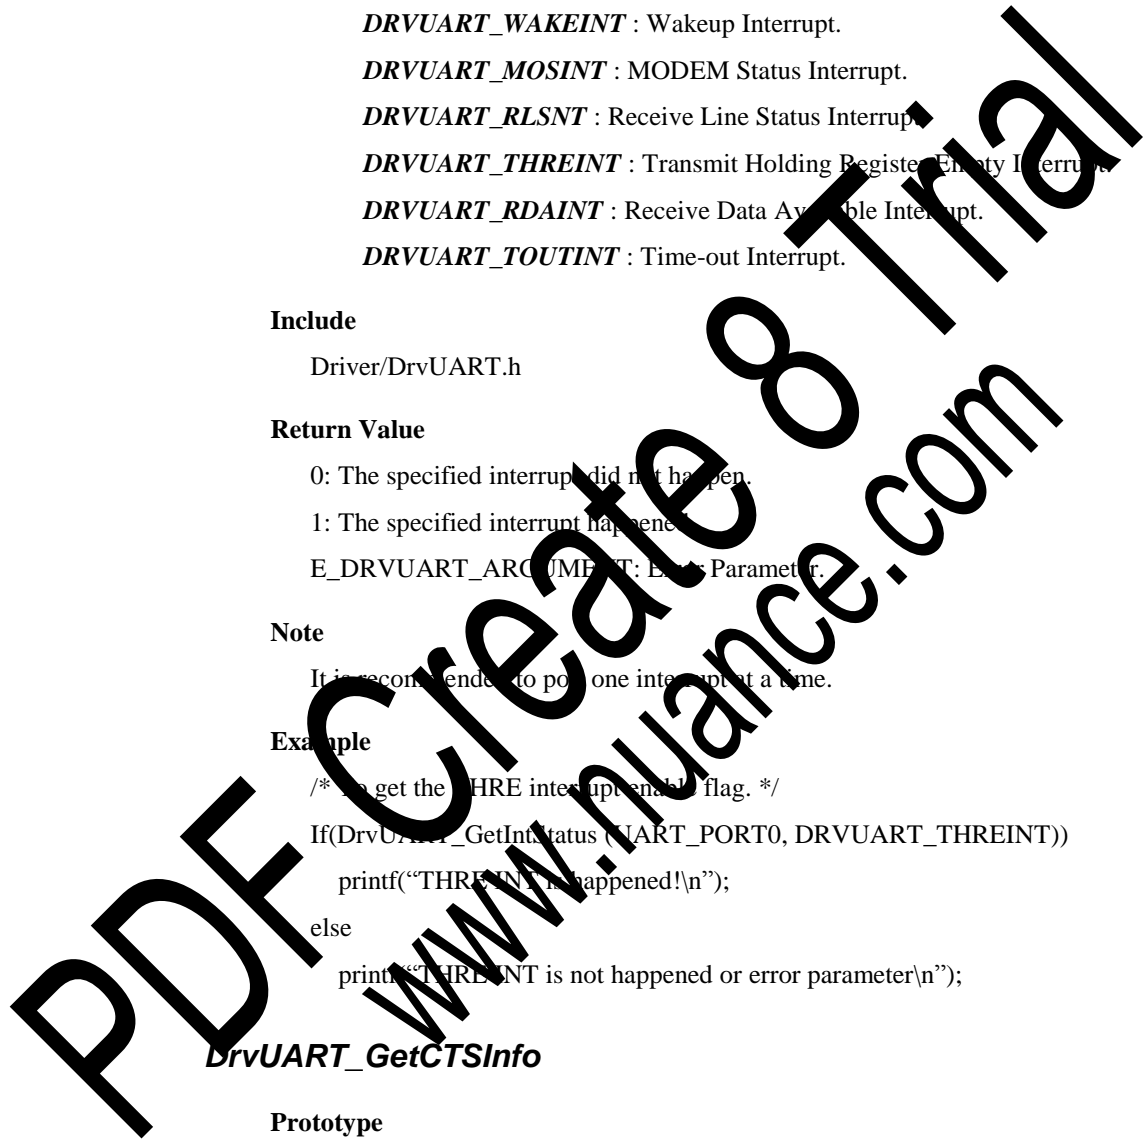 DRVUART_WAKEINT : Wakeup Interrupt.
DRVUART_MOSINT : MODEM Status Interrupt.
DRVUART_RLSNT : Receive Line Status Interrupt.
DRVUART_THREINT : Transmit Holding Register Empty Interrupt.
DRVUART_RDAINT : Receive Data Available Interrupt.
DRVUART_TOUTINT : Time-out Interrupt.
Include
Driver/DrvUART.h
Return Value
0: The specified interrupt did not happen.
1: The specified interrupt happened.
E_DRVUART_ARGUMENT: Error Parameter.
Note
It is recommended to poll one interrupt at a time.
Example
/* To get the THRE interrupt enable flag. */
If(DrvUART_GetIntStatus (UART_PORT0, DRVUART_THREINT))
printf(“THRE INT is happened!\n”);
else
printf(“THRE INT is not happened or error parameter\n”);
DrvUART_GetCTSInfo
Prototype
PDF Create 8 Trial
www.nuance.com